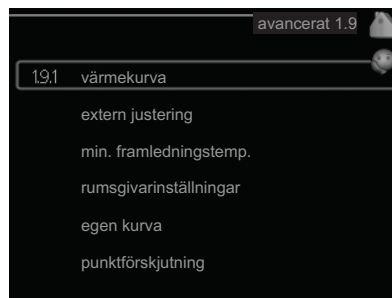 avancerat 1.9
1.9.1 värmekurva
extern justering
min. framledningstemp.
rumsgivarinställningar
egen kurva
punktförskjutning